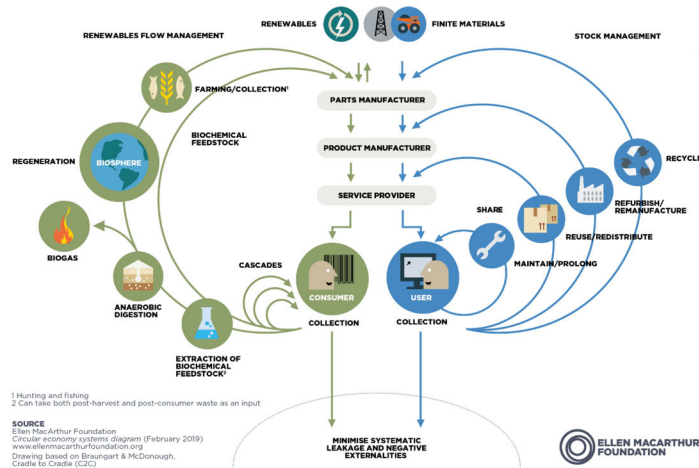 RENEWABLES
FINITE MATERIALS
RENEWABLES FLOW MANAGEMENT
STOCK MANAGEMENT
FARMING/COLLECTION¹
PARTS MANUFACTURER
BIOCHEMICAL
FEEDSTOCK
PRODUCT MANUFACTURER
REGENERATION
BIOSPHERE
RECYCLE
SERVICE PROVIDER
REFURBISH/
REMANUFACTURE
SHARE
REUSE/REDISTRIBUTE
BIOGAS
CASCADES
MAINTAIN/PROLONG
CONSUMER
USER
ANAEROBIC
DIGESTION
COLLECTION
COLLECTION
EXTRACTION OF
BIOCHEMICAL
FEEDSTOCK²
1 Hunting and fishing
2 Can take both post-harvest and post-consumer waste as an input
SOURCE
Ellen MacArthur Foundation
Circular economy systems diagram (February 2019)
www.ellenmacarthurfoundation.org
Drawing based on Braungart & McDonough,
Cradle to Cradle (C2C)
MINIMISE SYSTEMATIC
LEAKAGE AND NEGATIVE
EXTERNALITIES
ELLEN MACARTHUR
FOUNDATION